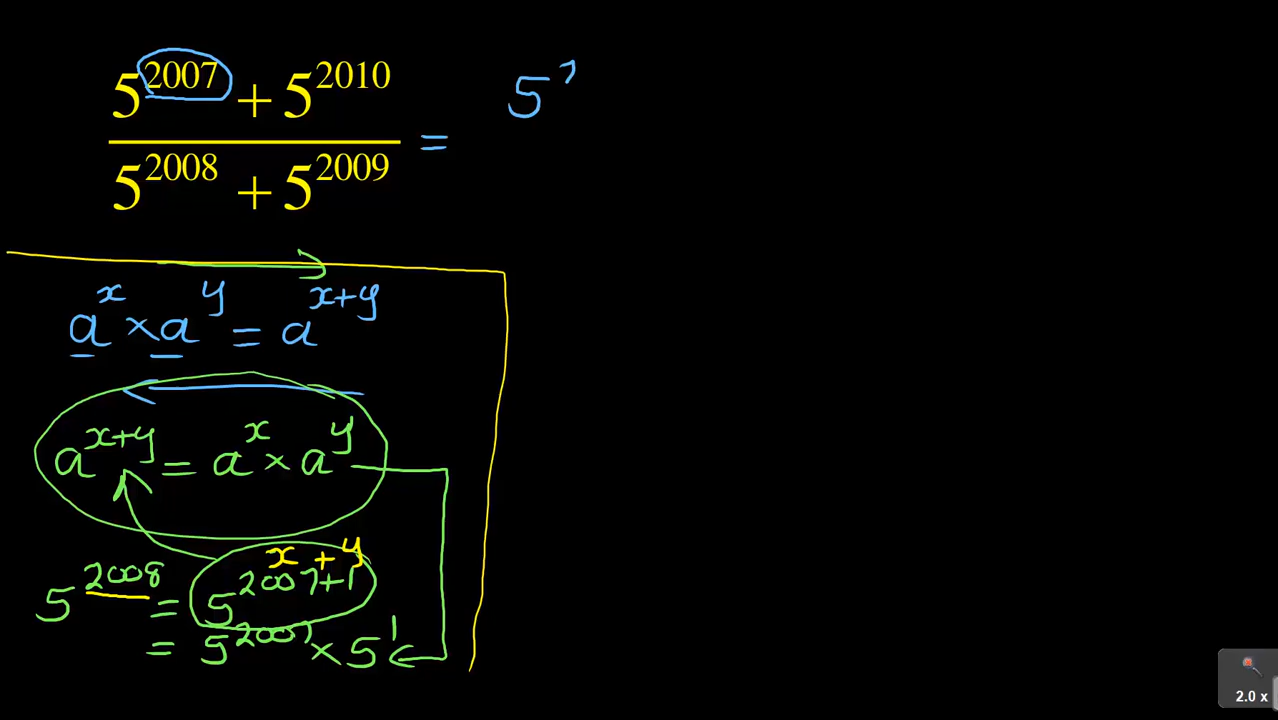 5^2007 + 5^2010
5^2008 + 5^2009
= 5^2
a^x × a^y = a^x+y
a^x+y = a^x × a^y
x + y
5^2008 = 5^2007+1
= 5^2007 × 5^1
2.0 x